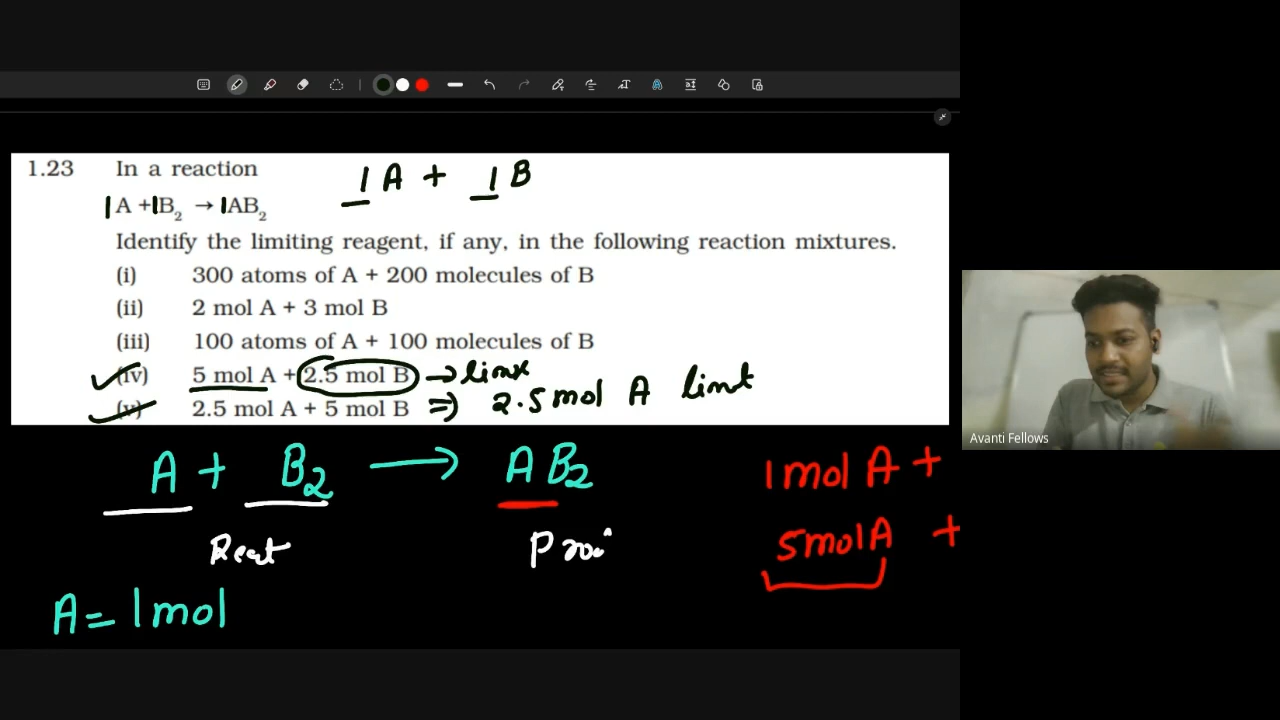 1.23 In a reaction
1A + 1B
1A +1B₂ → 1AB₂
Identify the limiting reagent, if any, in the following reaction mixtures.
(i) 300 atoms of A + 200 molecules of B
(ii) 2 mol A + 3 mol B
(iii) 100 atoms of A + 100 molecules of B
(iv) 5 mol A + 2.5 mol B →
(v) 2.5 mol A + 5 mol B ⇒ 2.5 mol A limt
A + B₂ → AB₂
1 mol A +
5 mol A +
A = 1 mol
Avanti Fellows